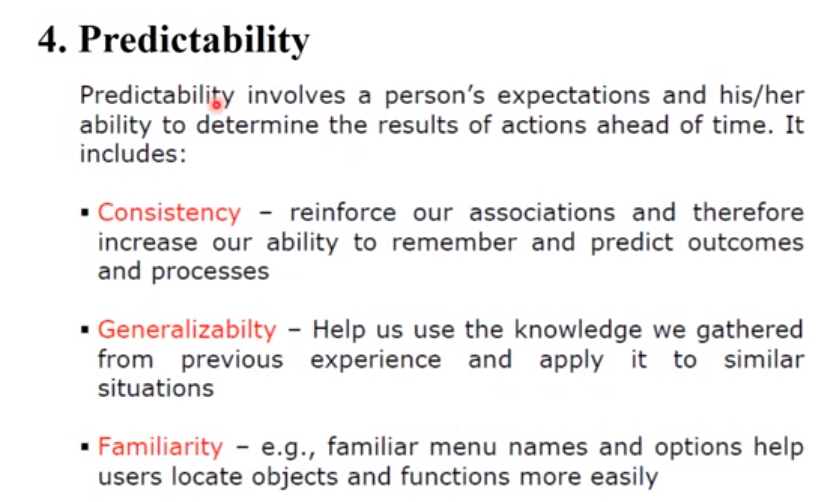 4. Predictability
Predictability involves a person's expectations and his/her
ability to determine the results of actions ahead of time. It
includes:
▪ Consistency – reinforce our associations and therefore
increase our ability to remember and predict outcomes
and processes
▪ Generalizabilty – Help us use the knowledge we gathered
from previous experience and apply it to similar
situations
▪ Familiarity – e.g., familiar menu names and options help
users locate objects and functions more easily